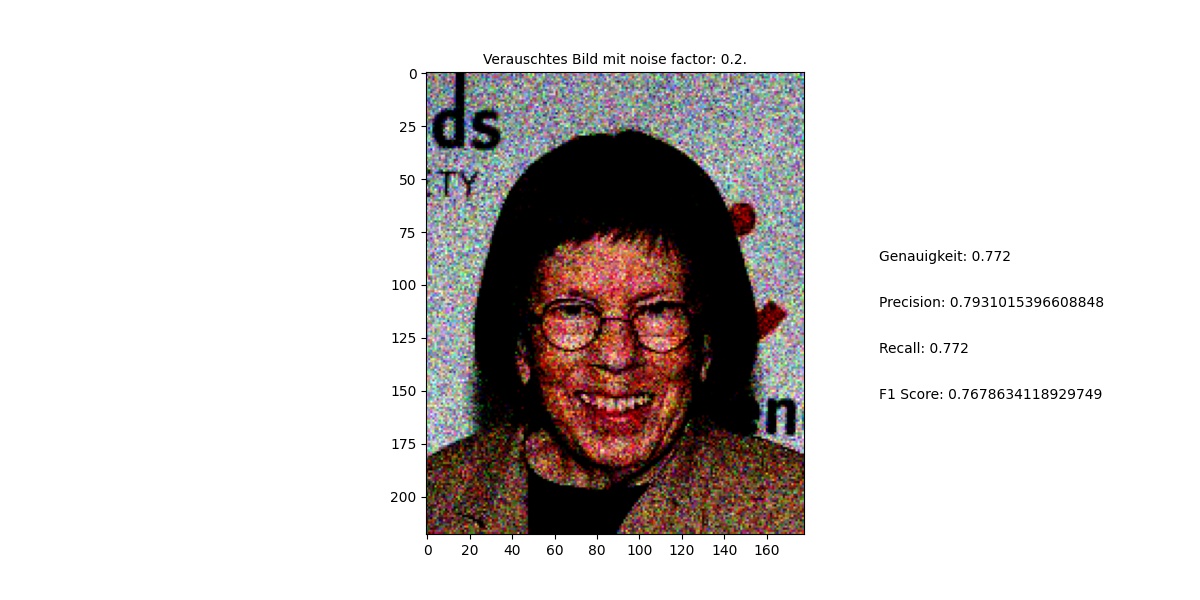 Verauschtes Bild mit noise factor: 0.2.
0
25
50
75
100
125
150
175
200
0 20 40 60 80 100 120 140 160
ds
TY
n
Genauigkeit: 0.772
Precision: 0.7931015396608848
Recall: 0.772
F1 Score: 0.7678634118929749